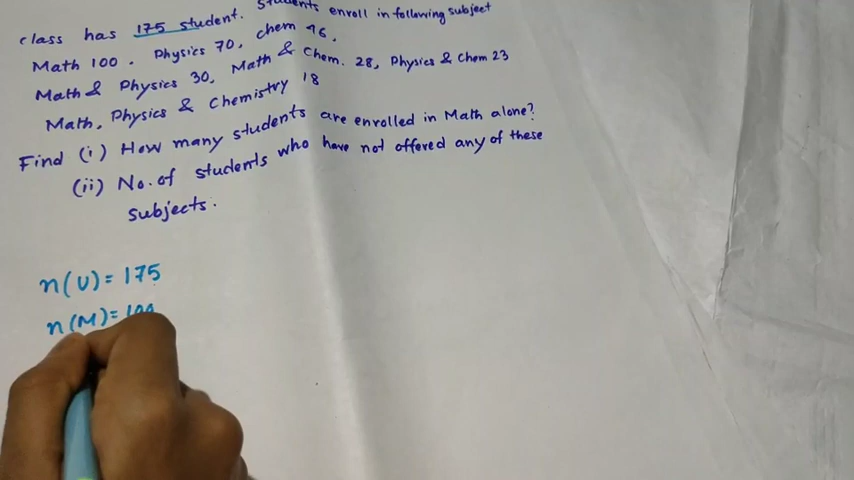 class has 175 student. Students enroll in following subject
Math 100. Physics 70, chem 46,
Math & Physics 30, Math & Chem. 28, Physics & Chem 23
Math, Physics & Chemistry 18
Find (i) How many students are enrolled in Math alone?
(ii) No. of students who have not offered any of these
subjects.
n(U) = 175
n(M) = 100